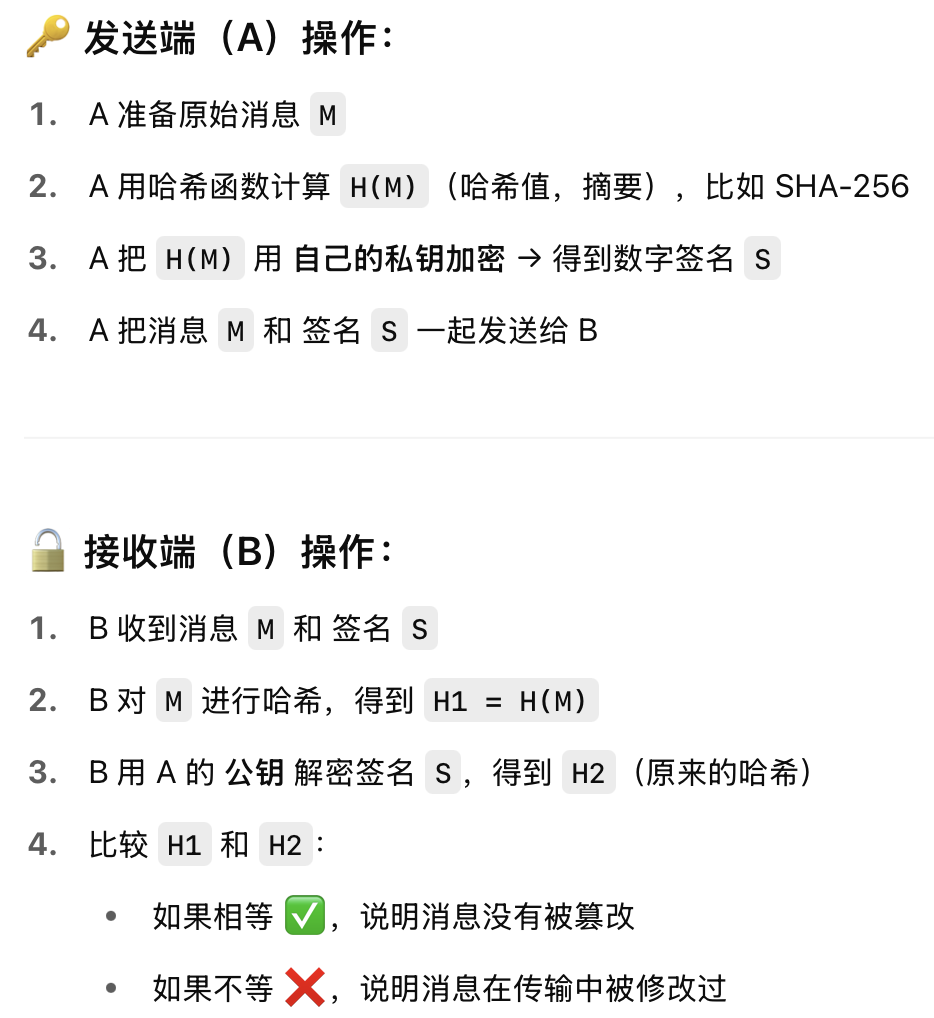 🔑 发送端（A）操作：
1. A 准备原始消息 M
2. A 用哈希函数计算 H(M)（哈希值，摘要），比如 SHA-256
3. A 把 H(M) 用 自己的私钥加密 → 得到数字签名 S
4. A 把消息 M 和 签名 S 一起发送给 B
🔓 接收端（B）操作：
1. B 收到消息 M 和 签名 S
2. B 对 M 进行哈希，得到 H1 = H(M)
3. B 用 A 的 公钥 解密签名 S，得到 H2（原来的哈希）
4. 比较 H1 和 H2：
• 如果相等 ✅，说明消息没有被篡改
• 如果不等 ❌，说明消息在传输中被修改过